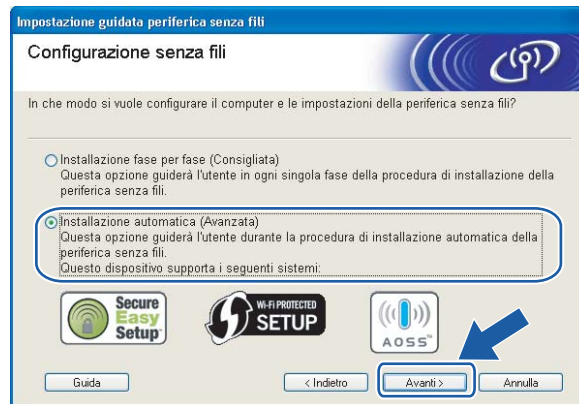 Impostazione guidata periferica senza fili
Configurazione senza fili
In che modo si vuole configurare il computer e le impostazioni della periferica senza fili?
Installazione fase per fase (Consigliata)
Questa opzione guiderà l'utente in ogni singola fase della procedura di installazione della
periferica senza fili.
Installazione automatica (Avanzata)
Questa opzione guiderà l'utente durante la procedura di installazione automatica della
periferica senza fili.
Questo dispositivo supporta i seguenti sistemi:
Secure
Easy
Setup
Wi-Fi PROTECTED
SETUP
AOSS™
Guida
< Indietro
Avanti >
Annulla